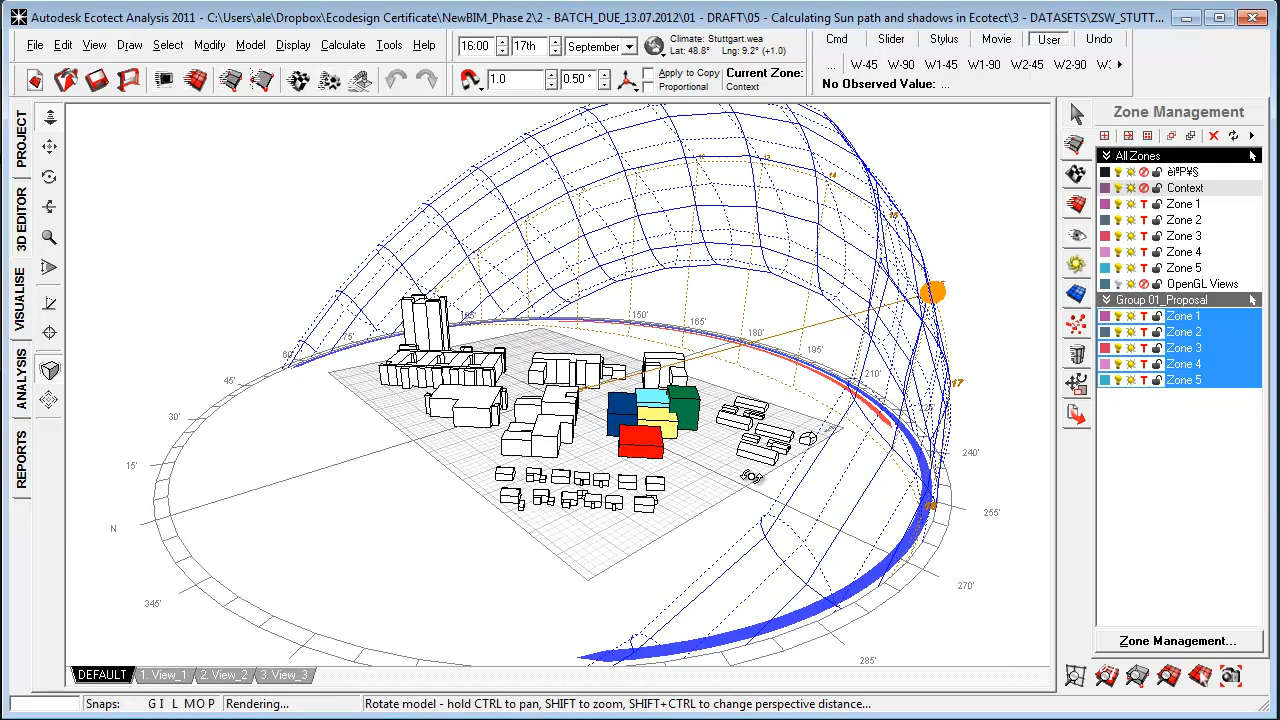 Autodesk Ecotect Analysis 2011 - C:\Users\ale\Dropbox\Ecodesign Certificate\NewBIM_Phase 2\2 - BATCH_DUE_13.07.2012\01 - DRAFT\05 - Calculating Sun path and shadows in Ecotect\3 - DATASETS\ZSW_STUTT...
File Edit View Draw Select Modify Model Display Calculate Tools Help
16:00 17th September
Climate: Stuttgart.wea
Lat: 48.8° Lng: 9.2° (+1.0)
Cmd Slider Stylus Movie User Undo
... W-45 W-90 W1-45 W1-90 W2-45 W2-90 W:
1.0 0.50 °
Apply to Copy
Proportional
Current Zone:
Context
No Observed Value: ...
PROJECT
3D EDITOR
VISUALISE
ANALYSIS
REPORTS
Zone Management
All Zones
Context
Zone 1
Zone 2
Zone 3
Zone 4
Zone 5
OpenGL Views
Group 01_Proposal
Zone 1
Zone 2
Zone 3
Zone 4
Zone 5
Zone Management...
N
15°
30°
45°
60°
75°
150°
165°
180°
195°
210°
240°
255°
270°
285°
345°
17
DEFAULT 1. View_1 2. View_2 3. View_3
Snaps: G I L M O P Rendering... Rotate model - hold CTRL to pan, SHIFT to zoom, SHIFT+CTRL to change perspective distance...